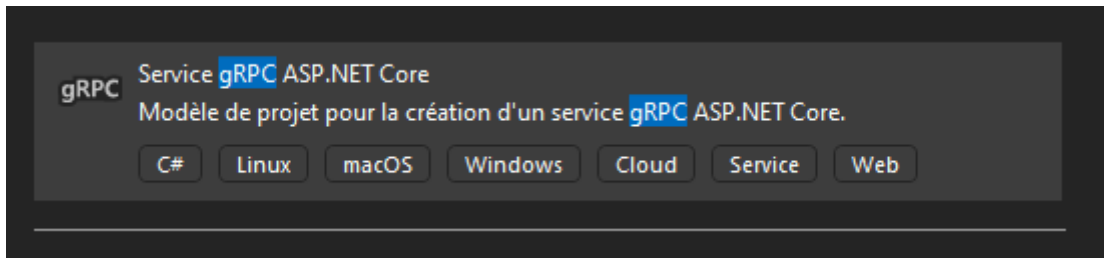 gRPC
Service gRPC ASP.NET Core
Modèle de projet pour la création d'un service gRPC ASP.NET Core.
C# Linux macOS Windows Cloud Service Web